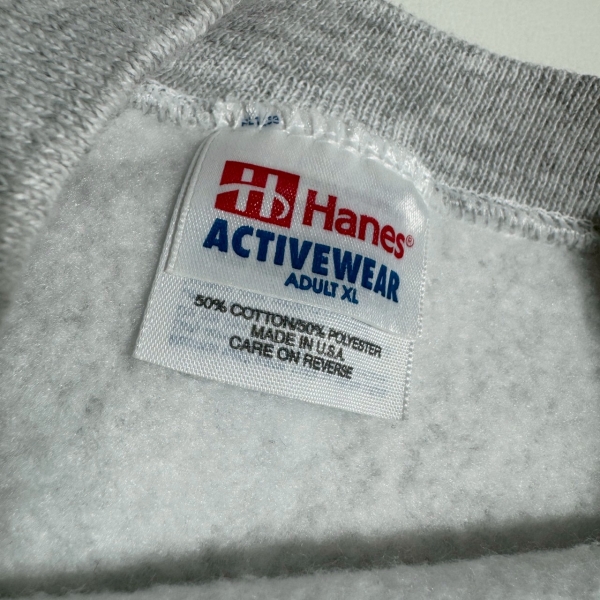 Hanes®
ACTIVEWEAR
ADULT XL
50% COTTON/50% POLYESTER
MADE IN U.S.A.
CARE ON REVERSE